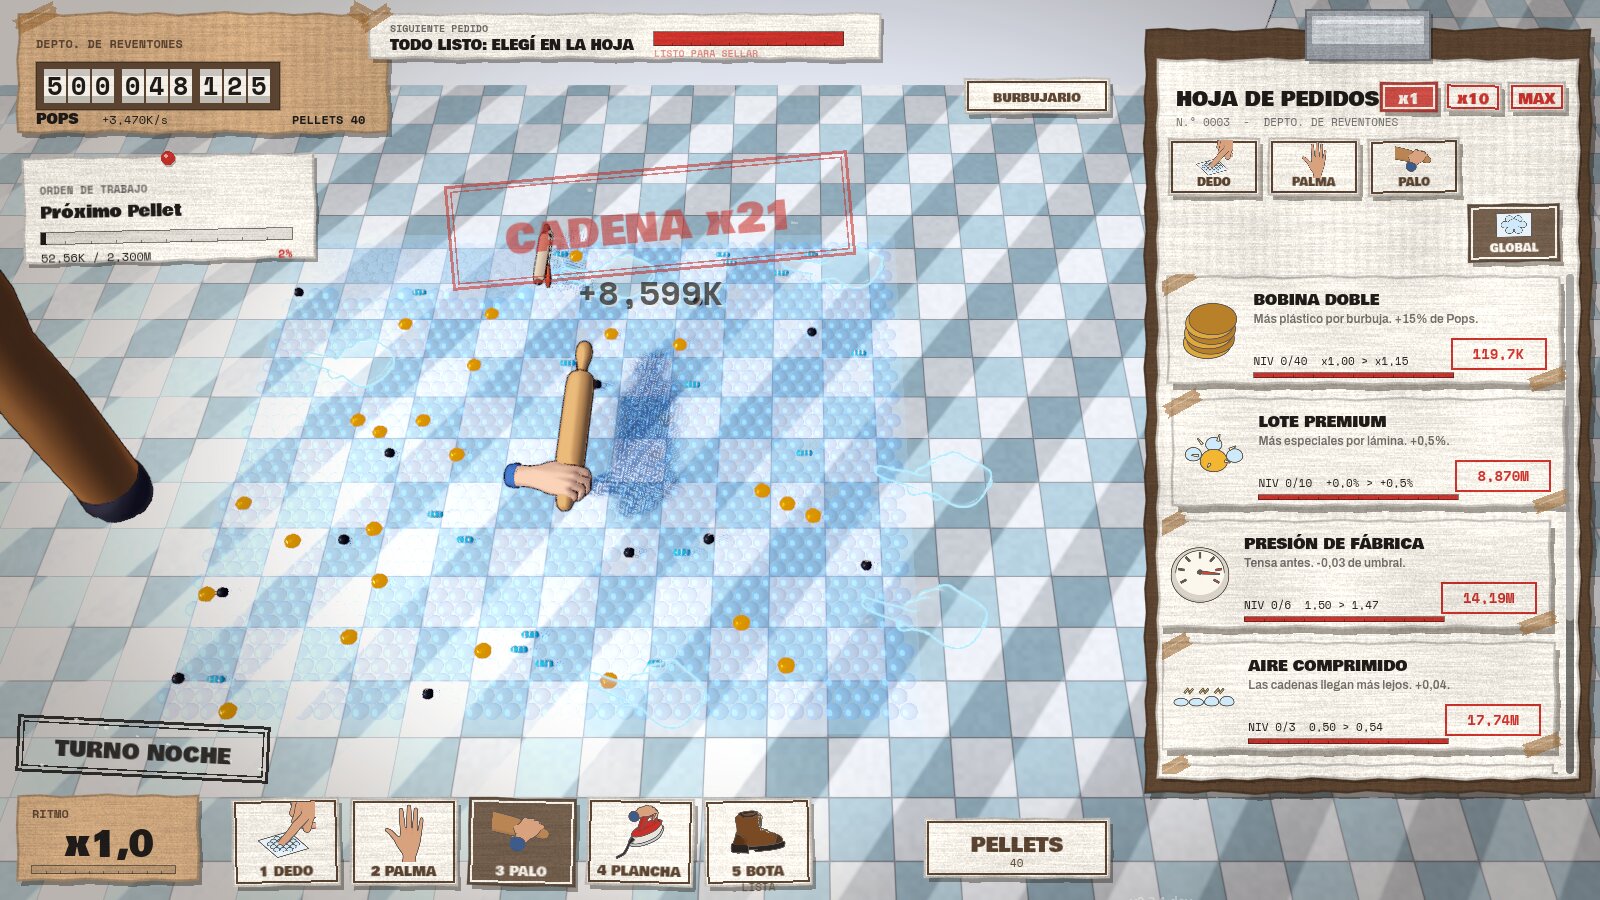 DEPTO. DE REVENTONES
500 048 125
POPS +3,470K/s PELLETS 40
SIGUIENTE PEDIDO
TODO LISTO: ELEGÍ EN LA HOJA
LISTO PARA SELLAR
BURBUJARIO
ORDEN DE TRABAJO
Próximo Pellet
52,56K / 2,300M 2%
CADENA x21
+8,599K
HOJA DE PEDIDOS x1 x10 MAX
N.° 0003 - DEPTO. DE REVENTONES
DEDO PALMA PALO
GLOBAL
BOBINA DOBLE
Más plástico por burbuja. +15% de Pops.
NIV 0/40 x1,00 > x1,15 119,7K
LOTE PREMIUM
Más especiales por lámina. +0,5%.
NIV 0/10 +0,0% > +0,5% 8,870M
PRESIÓN DE FÁBRICA
Tensa antes. -0,03 de umbral.
NIV 0/6 1,50 > 1,47 14,19M
AIRE COMPRIMIDO
Las cadenas llegan más lejos. +0,04.
NIV 0/3 0,50 > 0,54 17,74M
TURNO NOCHE
RITMO
x1,0
1 DEDO 2 PALMA 3 PALO 4 PLANCHA 5 BOTA
LISTA
PELLETS
40